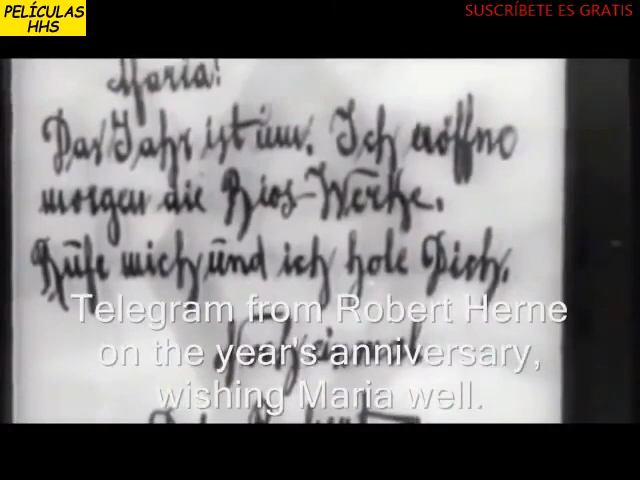 PELÍCULAS
HHS
SUSCRÍBETE ES GRATIS
Maria!
Das Jahr ist um. Ich eröffne
morgen die Rios-Werke.
Rufe mich und ich hole Dich.
Telegram from Robert Herne
on the year's anniversary,
wishing Maria well.